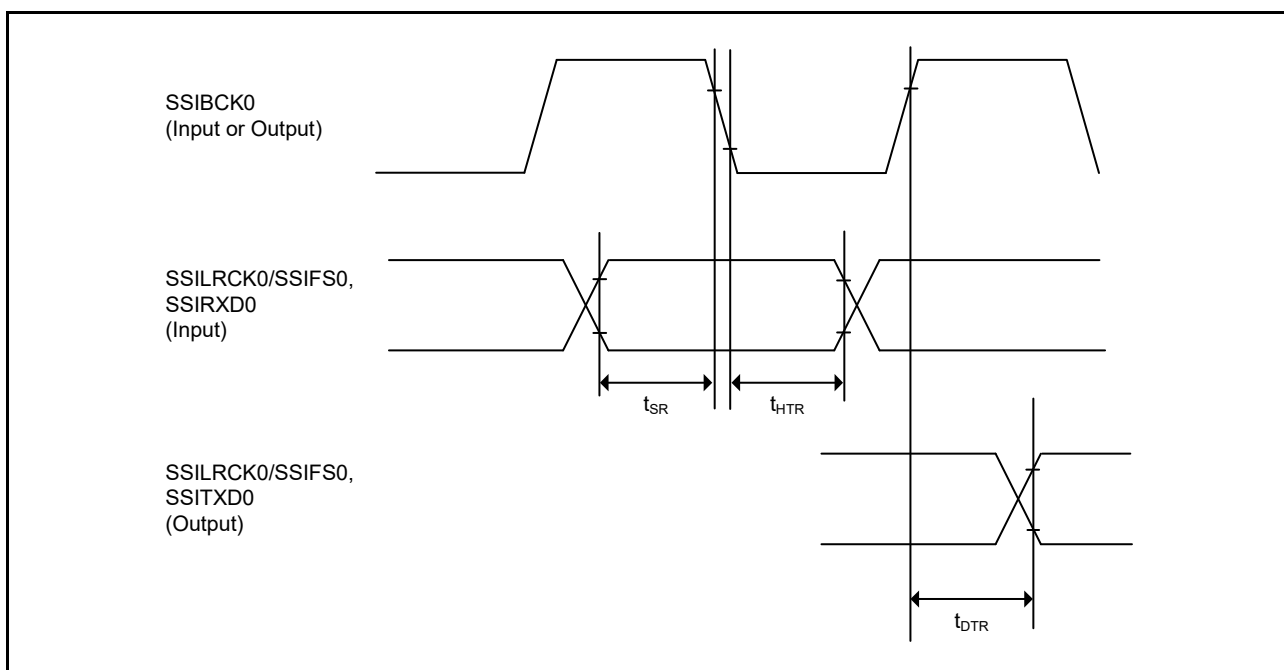 SSIBCK0
(Input or Output)
SSILRCK0/SSIFS0,
SSIRXD0
(Input)
tSR
tHTR
SSILRCK0/SSIFS0,
SSITXD0
(Output)
tDTR